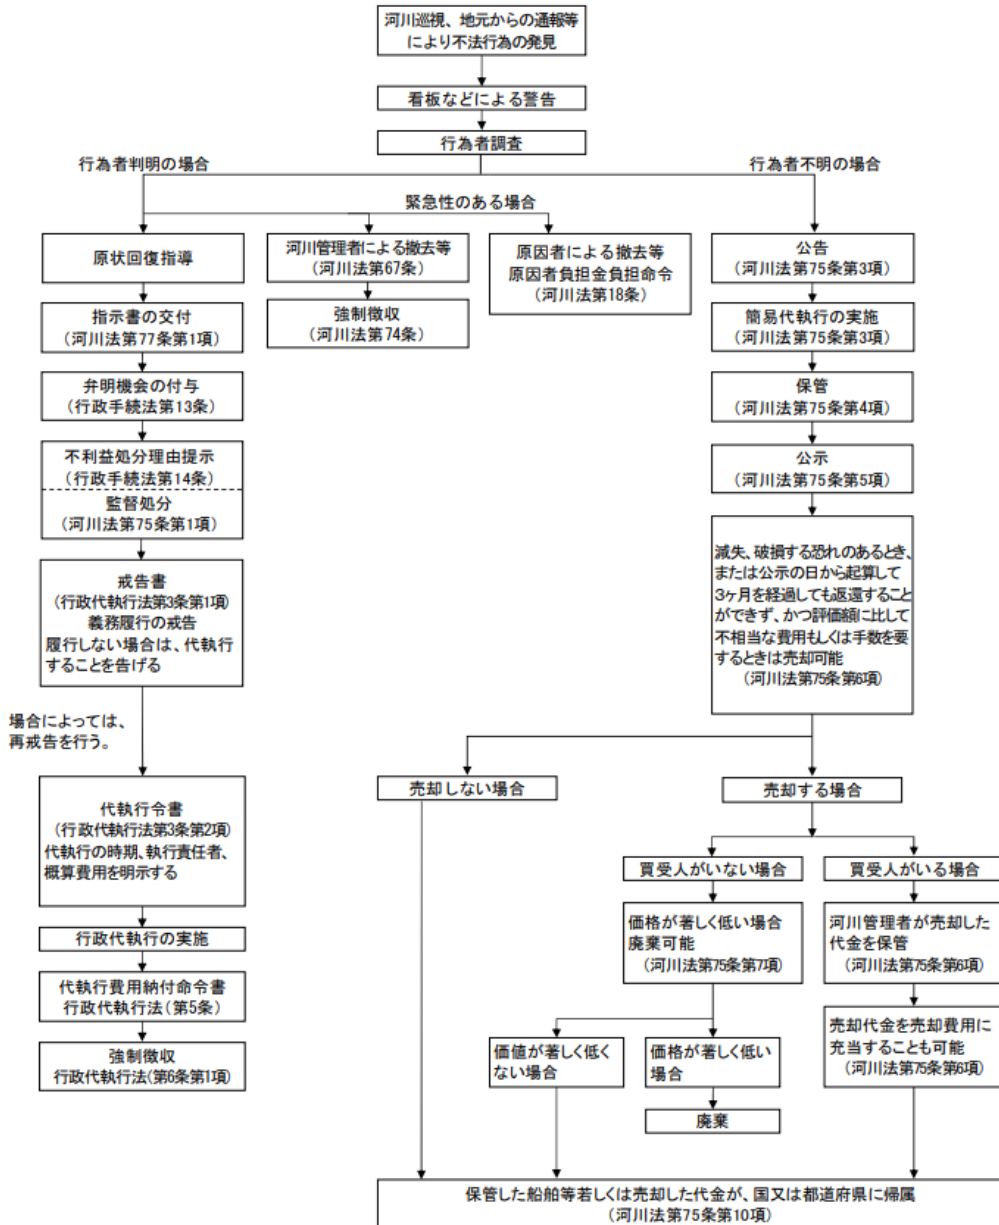 河川巡視、地元からの通報等
により不法行為の発見
看板などによる警告
行為者調査
行為者判明の場合
行為者不明の場合
緊急性のある場合
原状回復指導
河川管理者による撤去等
(河川法第67条)
原因者による撤去等
原因者負担金負担命令
(河川法第18条)
公告
(河川法第75条第3項)
指示書の交付
(河川法第77条第1項)
強制徴収
(河川法第74条)
簡易代執行の実施
(河川法第75条第3項)
弁明機会の付与
(行政手続法第13条)
保管
(河川法第75条第4項)
不利益処分理由提示
(行政手続法第14条)
監督処分
(河川法第75条第1項)
公示
(河川法第75条第5項)
戒告書
(行政代執行法第3条第1項)
義務履行の戒告
履行しない場合は、代執行
することを告げる
減失、破損する恐れのあるとき、
または公示の日から起算して
3ヶ月を経過しても返還すること
ができず、かつ評価額に比して
不相当な費用もしくは手数を要
するときは売却可能
(河川法第75条第6項)
場合によっては、
再戒告を行う。
代執行令書
(行政代執行法第3条第2項)
代執行の時期、執行責任者、
概算費用を明示する
売却しない場合
売却する場合
買受人がいない場合
買受人がいる場合
価格が著しく低い場合
廃棄可能
(河川法第75条第7項)
河川管理者が売却した
代金を保管
(河川法第75条第6項)
行政代執行の実施
代執行費用納付命令書
行政代執行法(第5条)
強制徴収
行政代執行法(第6条第1項)
価値が著しく低く
ない場合
価格が著しく低い
場合
売却代金を売却費用に
充当することも可能
(河川法第75条第6項)
廃棄
保管した船舶等若しくは売却した代金が、国又は都道府県に帰属
(河川法第75条第10項)